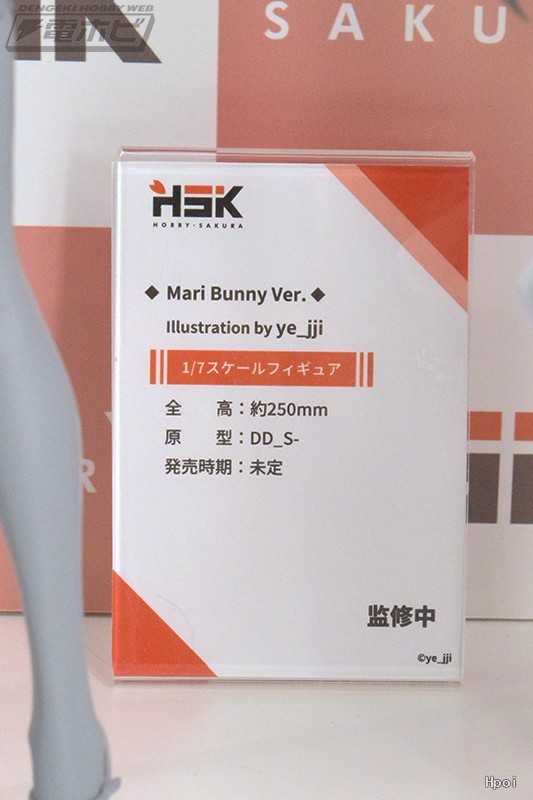 DENGEKI HOBBY WEB
電ホビ
SAKU
HSK
HOBBY·SAKURA
◆ Mari Bunny Ver. ◆
Illustration by ye_jji
1/7スケールフィギュア
全　高：約250mm
原　型：DD_S-
発売時期：未定
监修中
©ye_jji
Hpoi